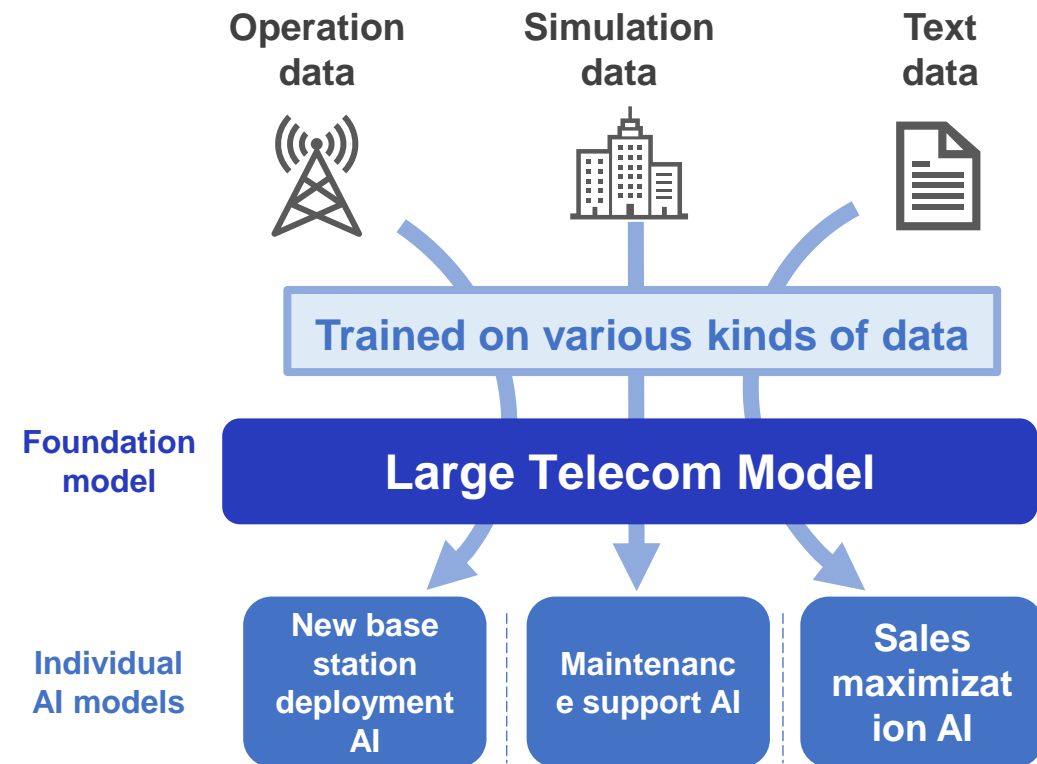 Operation
data
Simulation
data
Text
data
Trained on various kinds of data
Foundation
model
Large Telecom Model
Individual
AI models
New base
station
deployment
AI
Maintenanc
e support AI
Sales
maximizat
ion AI